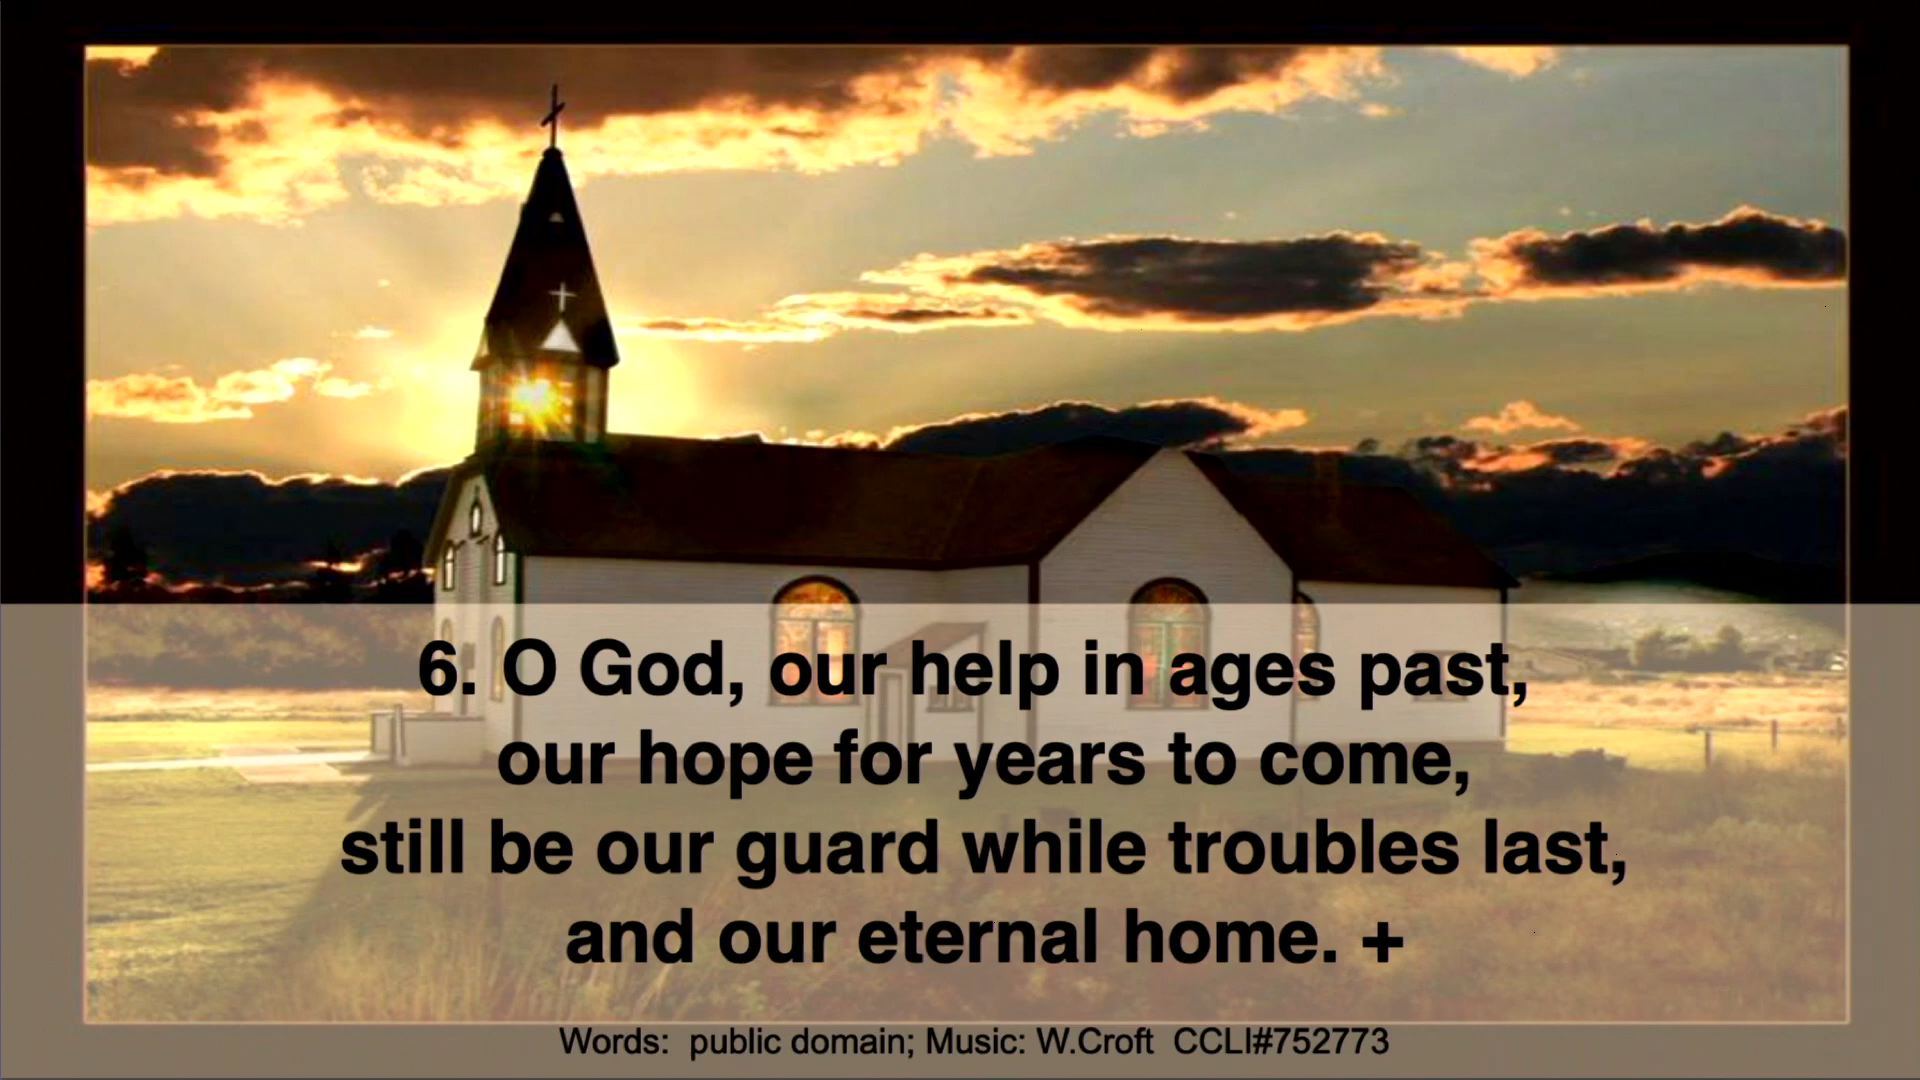 6. O God, our help in ages past,
our hope for years to come,
still be our guard while troubles last,
and our eternal home. +
Words:  public domain; Music: W.Croft  CCLI#752773